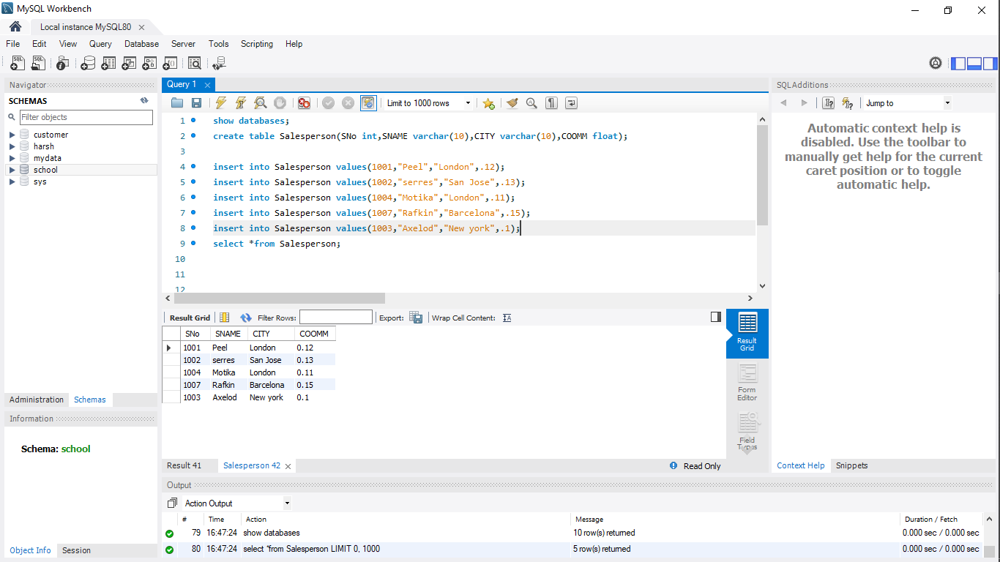 MySQL Workbench
Local instance MySQL80
File Edit View Query Database Server Tools Scripting Help
Navigator
SCHEMAS
Filter objects
customer
harsh
mydata
school
sys
Administration Schemas
Information
Schema: school
Object Info Session
Query 1
Limit to 1000 rows
1 show databases;
2 create table Salesperson(SNo int,SNAME varchar(10),CITY varchar(10),COOMM float);
3
4 insert into Salesperson values(1001,"Peel","London",.12);
5 insert into Salesperson values(1002,"serres","San Jose",.13);
6 insert into Salesperson values(1004,"Motika","London",.11);
7 insert into Salesperson values(1007,"Rafkin","Barcelona",.15);
8 insert into Salesperson values(1003,"Axelod","New york",.1);
9 select *from Salesperson;
10
11
12
Result Grid Filter Rows: Export: Wrap Cell Content:
SNo SNAME CITY COOMM
1001 Peel London 0.12
1002 serres San Jose 0.13
1004 Motika London 0.11
1007 Rafkin Barcelona 0.15
1003 Axelod New york 0.1
Result
Grid
Form
Editor
Field
Types
Result 41 Salesperson 42 Read Only
SQLAdditions
Jump to
Automatic context help is
disabled. Use the toolbar to
manually get help for the current
caret position or to toggle
automatic help.
Context Help Snippets
Output
Action Output
# Time Action Message Duration / Fetch
79 16:47:24 show databases 10 row(s) returned 0.000 sec / 0.000 sec
80 16:47:24 select *from Salesperson LIMIT 0, 1000 5 row(s) returned 0.000 sec / 0.000 sec